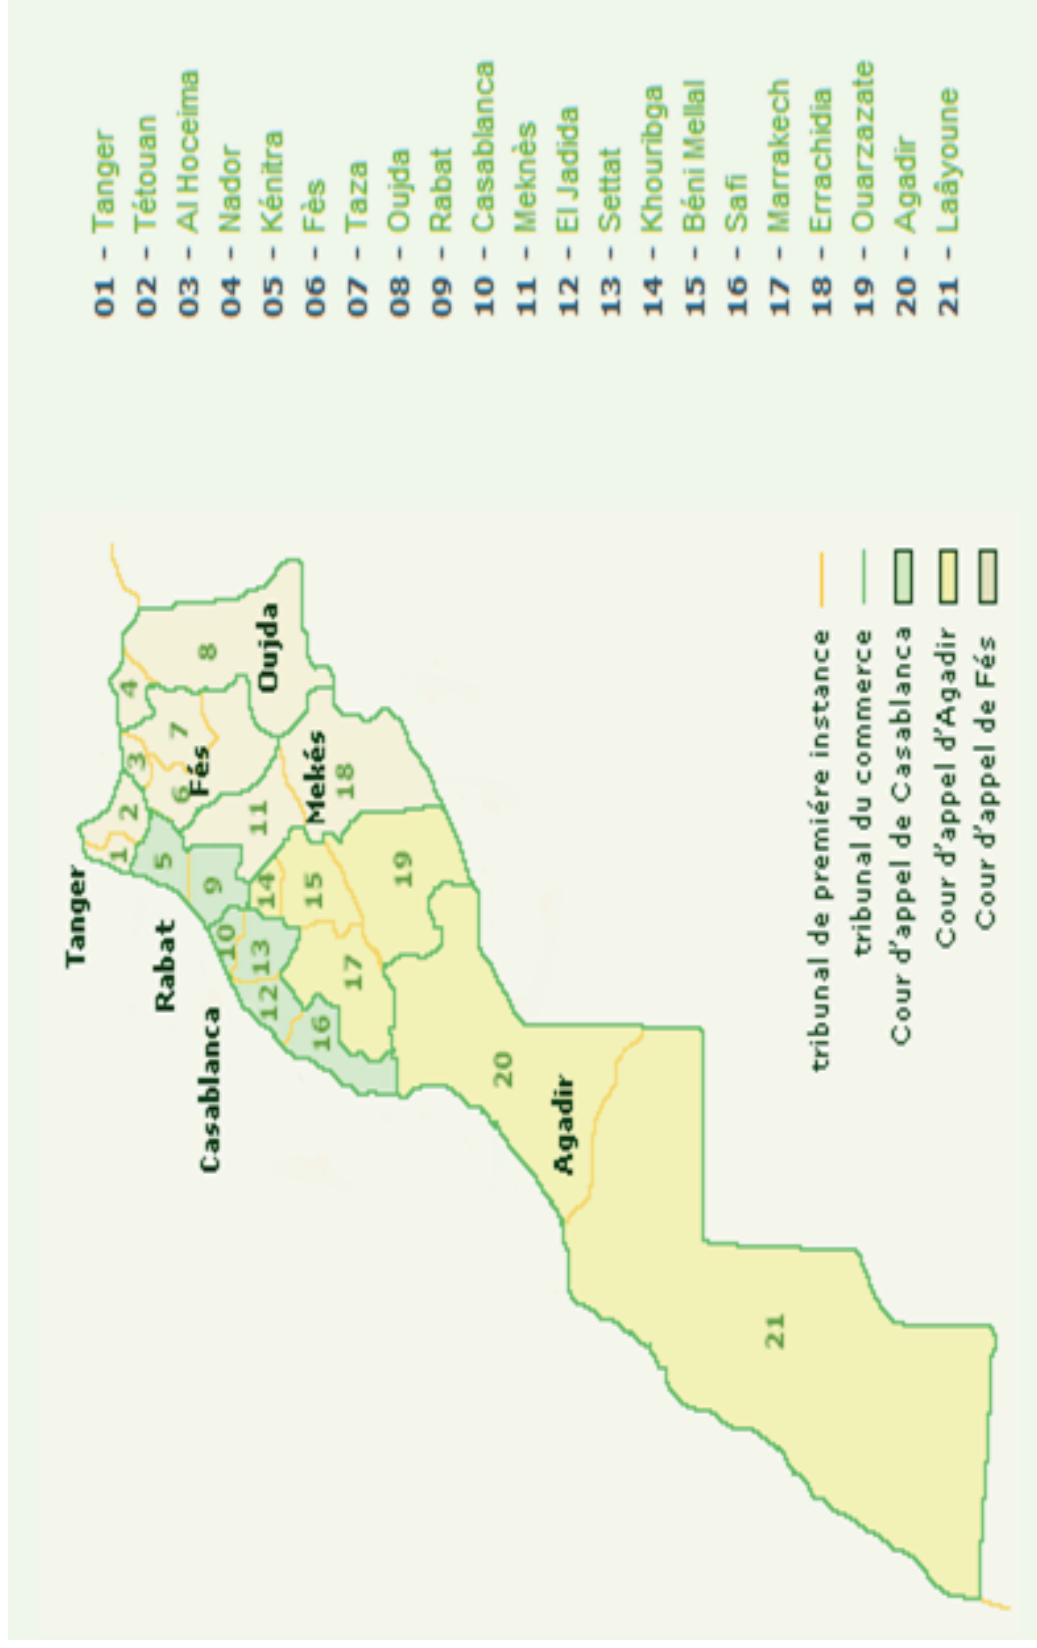 Tanger
Rabat
Casablanca
Fés
Oujda
Mekés
Agadir
1
2
3
4
5
6
7
8
9
10
11
12
13
14
15
16
17
18
19
20
21
tribunal de premiére instance
tribunal du commerce
Cour d'appel de Casablanca
Cour d'appel d'Agadir
Cour d'appel de Fés
01 - Tanger
02 - Tétouan
03 - Al Hoceima
04 - Nador
05 - Kénitra
06 - Fès
07 - Taza
08 - Oujda
09 - Rabat
10 - Casablanca
11 - Meknès
12 - El Jadida
13 - Settat
14 - Khouribga
15 - Béni Mellal
16 - Safi
17 - Marrakech
18 - Errachidia
19 - Ouarzazate
20 - Agadir
21 - Laâyoune